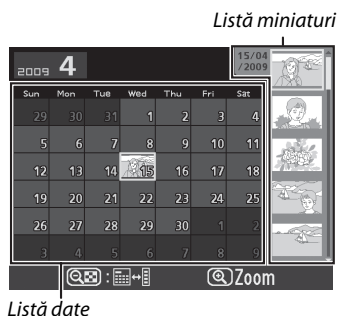 Listă miniaturi
2009 4
15/04
/2009
Sun Mon Tue Wed Thu Fri Sat
29 30 31 1 2 3 4
5 6 7 8 9 10 11
12 13 14 15 16 17 18
19 20 21 22 23 24 25
26 27 28 29 30 1 2
3 4 5 6 7 8 9
: Zoom
Listă date